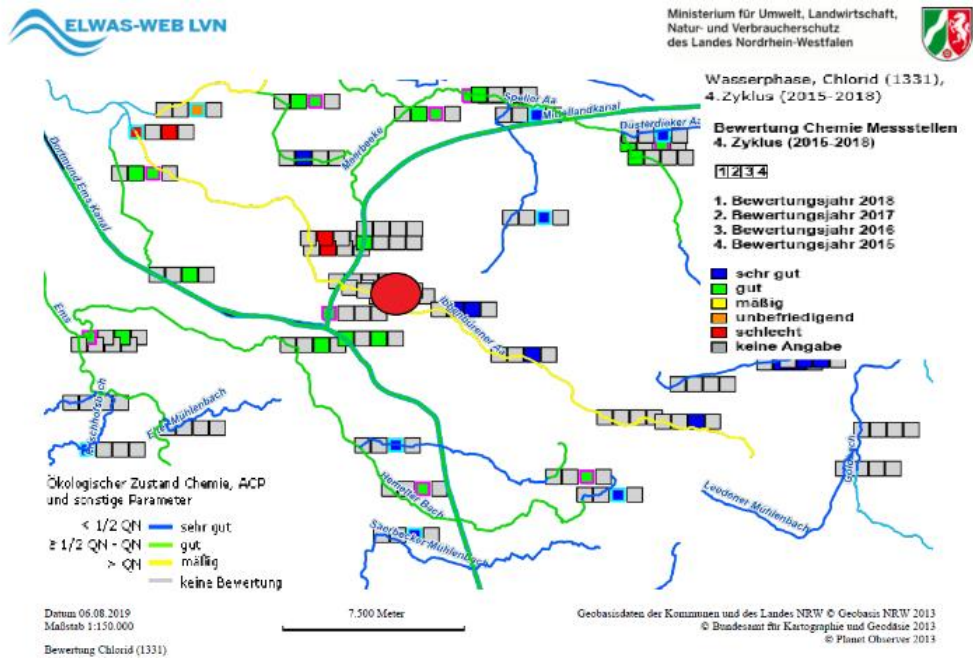 ELWAS-WEB LVN
Ministerium für Umwelt, Landwirtschaft,
Natur- und Verbraucherschutz
des Landes Nordrhein-Westfalen
Wasserphase, Chlorid (1331),
4.Zyklus (2015-2018)
Bewertung Chemie Messstellen
4. Zyklus (2015-2018)
1 2 3 4
1. Bewertungsjahr 2018
2. Bewertungsjahr 2017
3. Bewertungsjahr 2016
4. Bewertungsjahr 2015
sehr gut
gut
mäßig
unbefriedigend
schlecht
keine Angabe
Speller Aa
Mittellandkanal
Düsterdieker Aa
Dortmund Ems Kanal
Meerbecke
Ems
Ibbenbürener Aa
Elter Mühlenbach
Hemelter Bach
Saerbecker Mühlenbach
Leedener Mühlenbach
Goldbach
Ökologischer Zustand Chemie, ACP
und sonstige Parameter
< 1/2 QN sehr gut
≥ 1/2 QN - QN gut
> QN mäßig
keine Bewertung
Datum 06.08.2019
Maßstab 1:150.000
Bewertung Chlorid (1331)
7.500 Meter
Geobasisdaten der Kommunen und des Landes NRW © Geobasis NRW 2013
© Bundesamt für Kartographie und Geodäsie 2013
© Planet Observer 2013